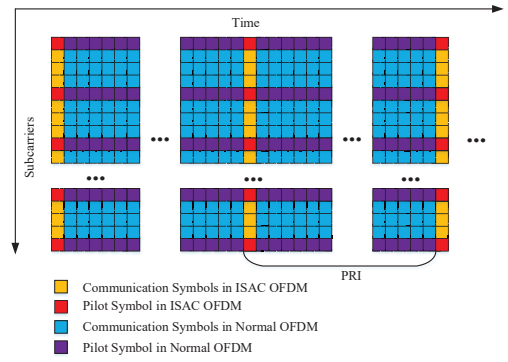 Time
Subcarriers
PRI
Communication Symbols in ISAC OFDM
Pilot Symbol in ISAC OFDM
Communication Symbols in Normal OFDM
Pilot Symbol in Normal OFDM